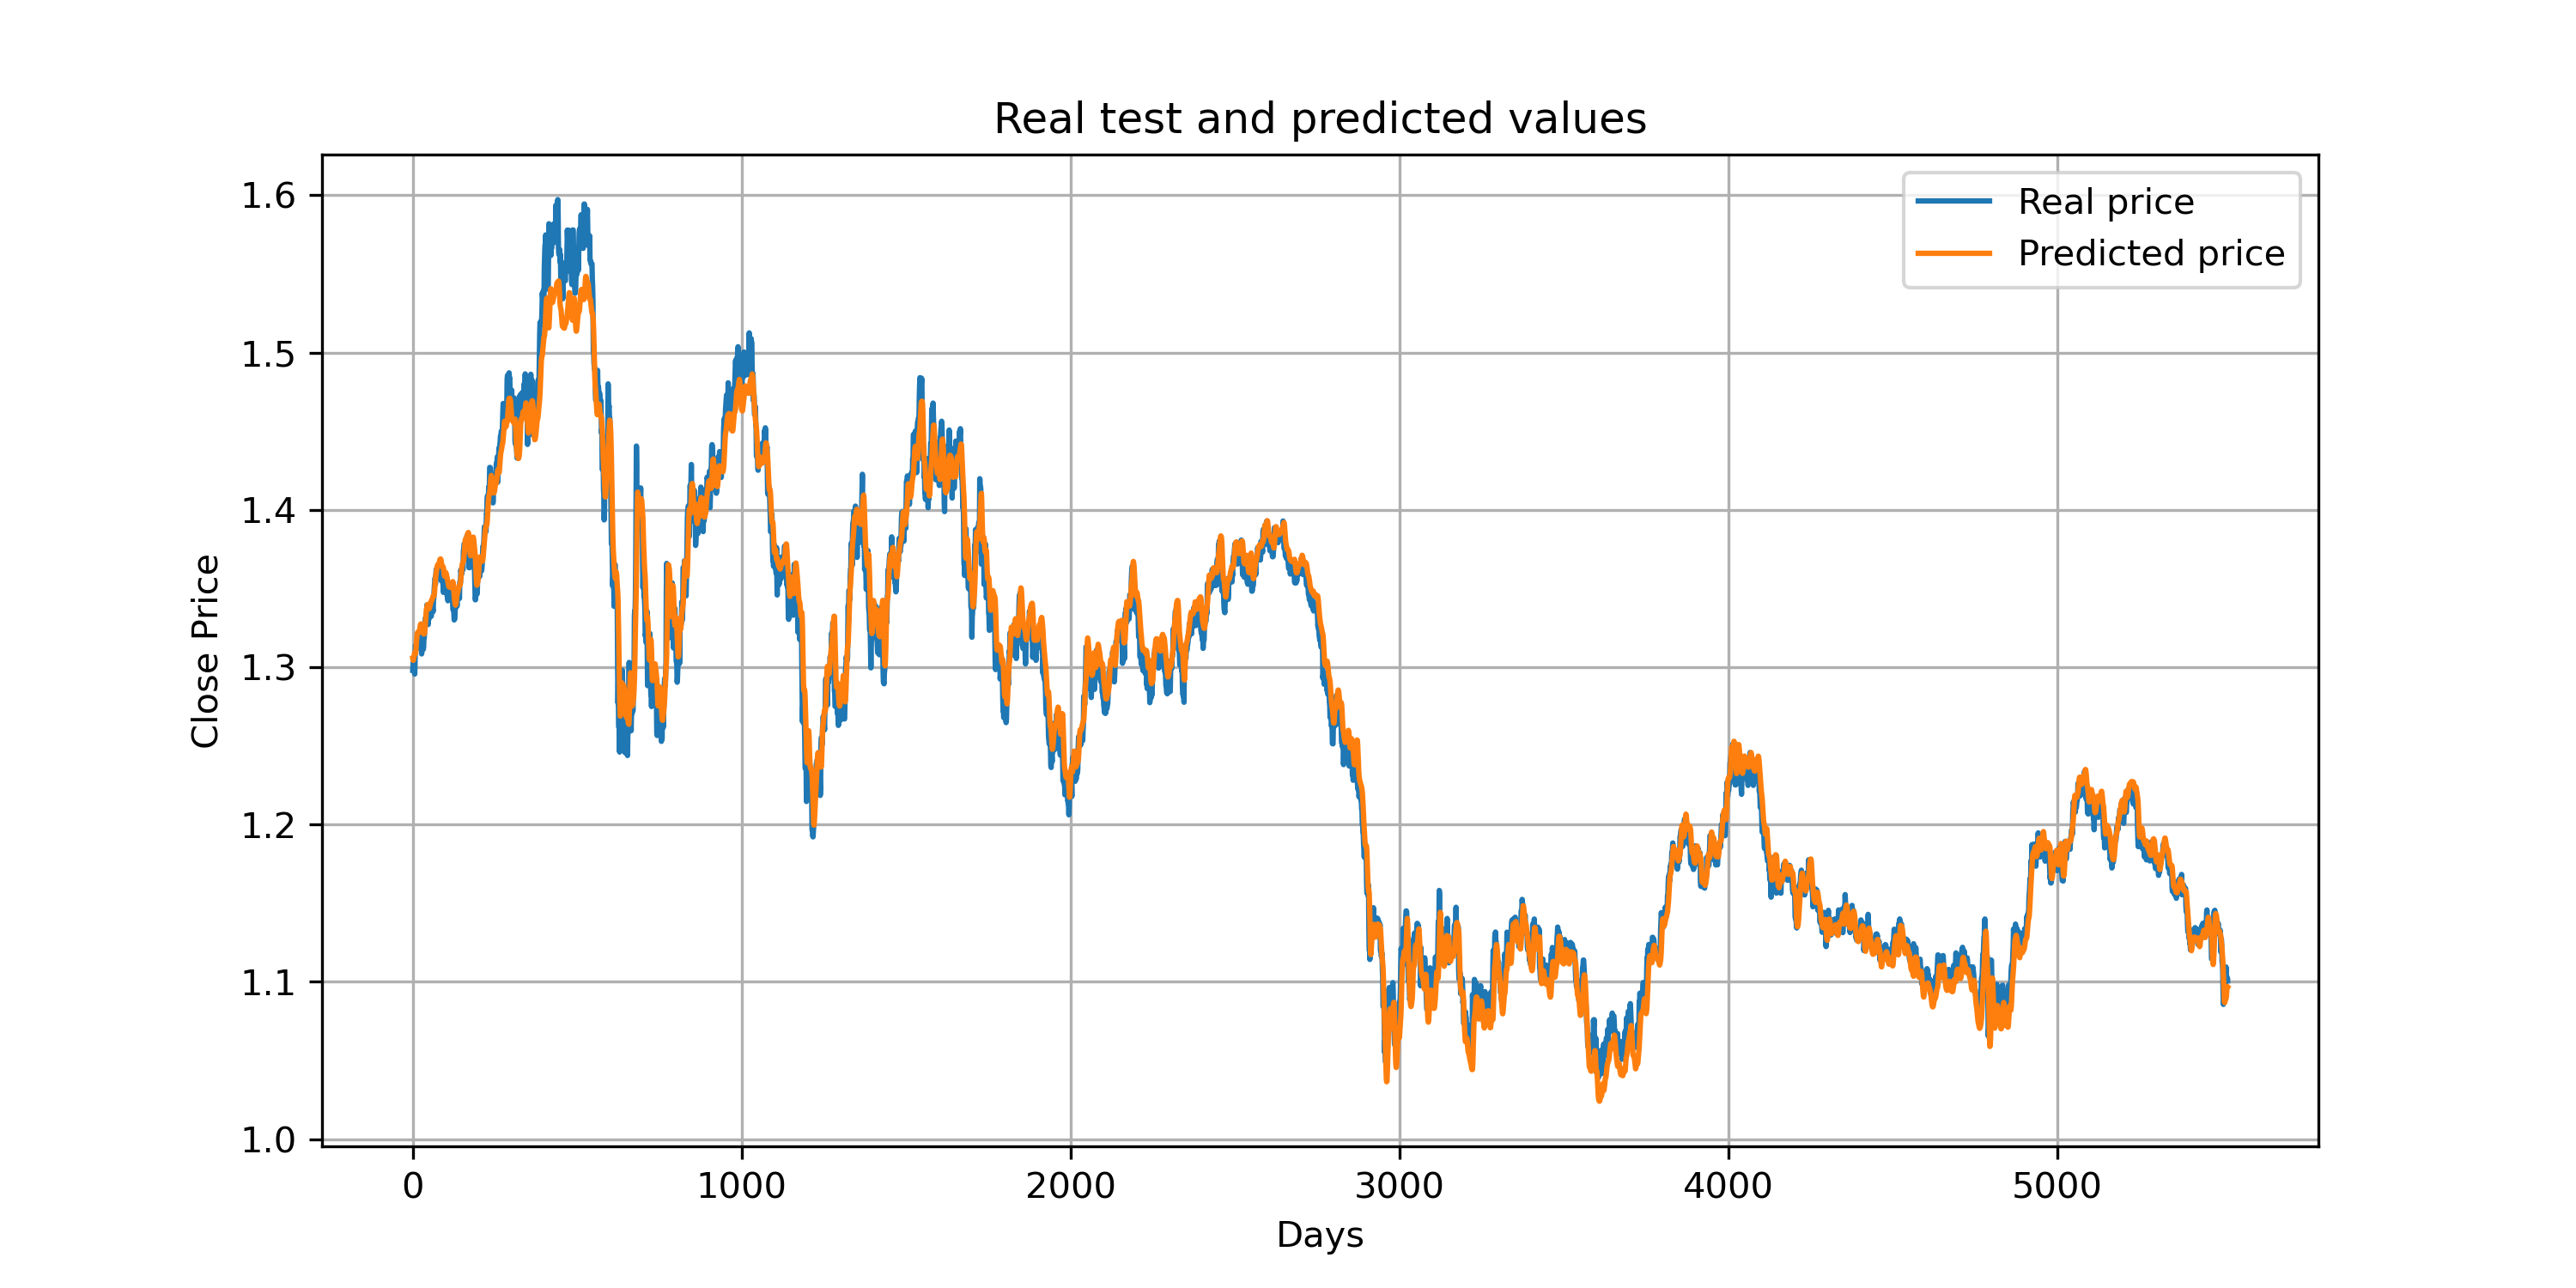 Real test and predicted values
Real price
Predicted price
1.6
1.5
1.4
1.3
1.2
1.1
1.0
Close Price
0 1000 2000 3000 4000 5000
Days